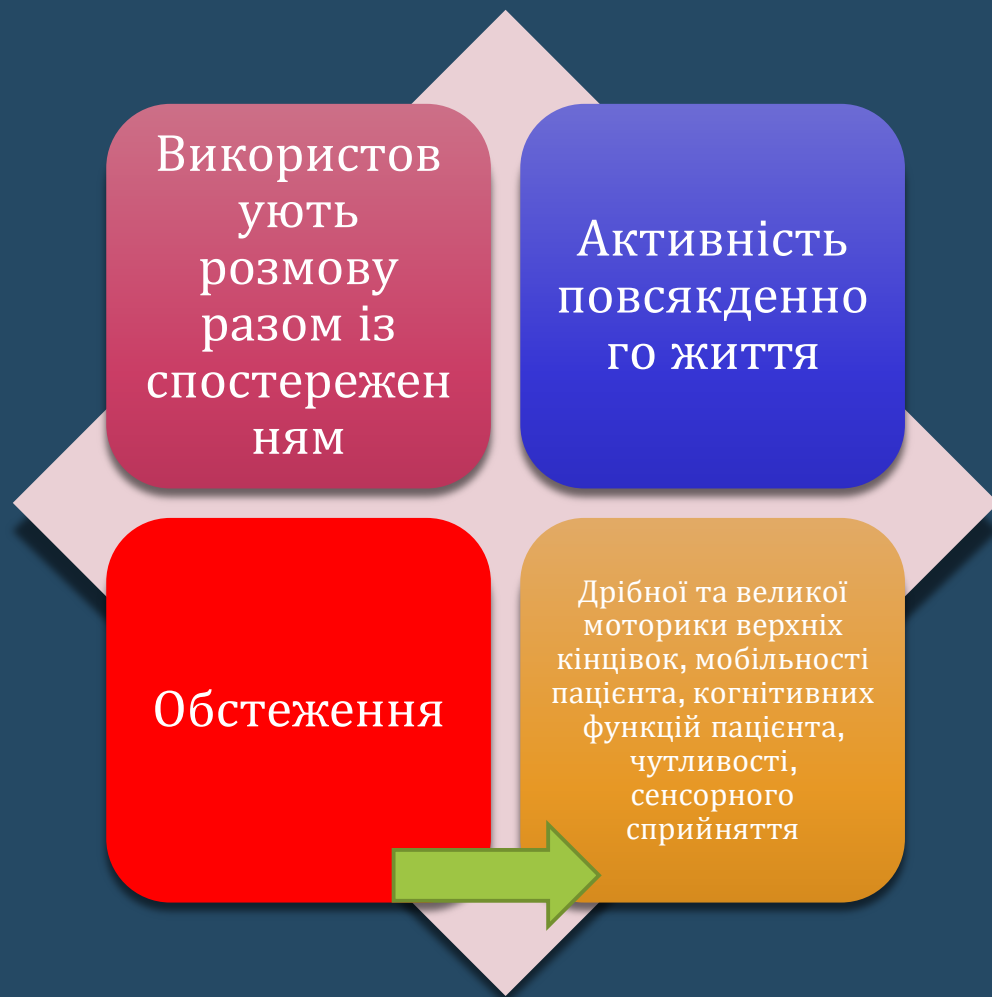 Використов
ують
розмову
разом із
спостережен
ням
Активність
повсякденно
го життя
Обстеження
Дрібної та великої
моторики верхніх
кінцівок, мобільності
пацієнта, когнітивних
функцій пацієнта,
чутливості,
сенсорного
сприйняття